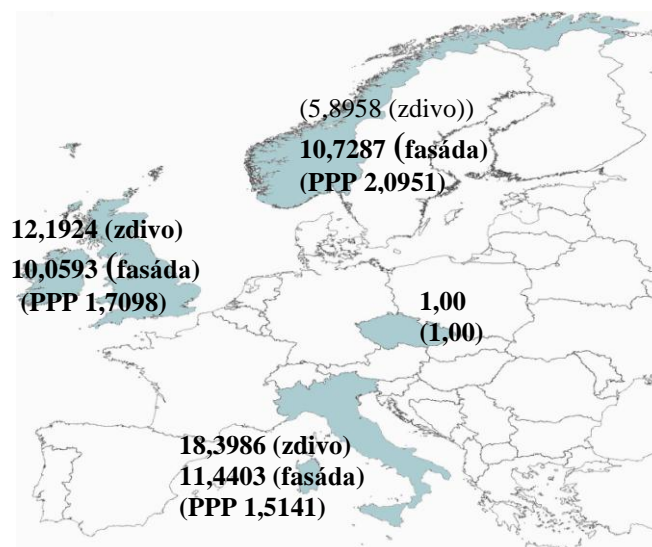 (5,8958 (zdivo))
10,7287 (fasáda)
(PPP 2,0951)
12,1924 (zdivo)
10,0593 (fasáda)
(PPP 1,7098)
1,00
(1,00)
18,3986 (zdivo)
11,4403 (fasáda)
(PPP 1,5141)